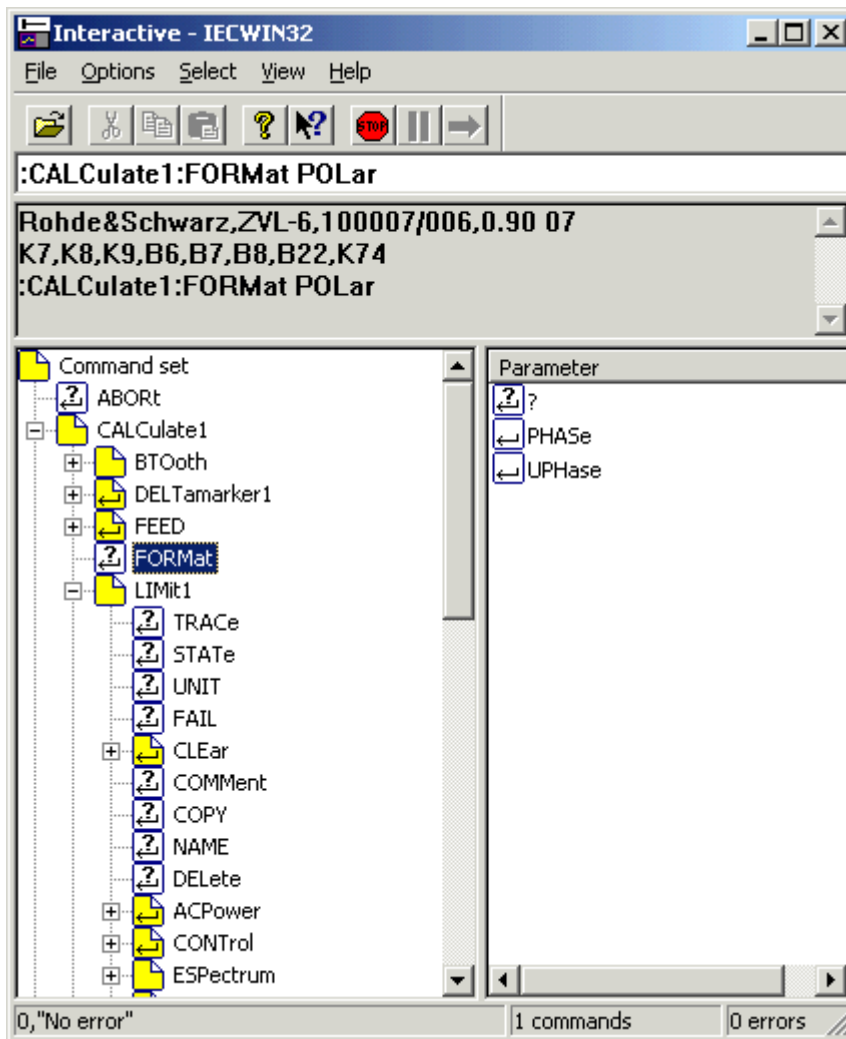 Interactive - IECWIN32
File Options Select View Help
STOP
:CALCulate1:FORMat POLar
Rohde&Schwarz,ZVL-6,100007/006,0.90 07
K7,K8,K9,B6,B7,B8,B22,K74
:CALCulate1:FORMat POLar
Command set
ABORt
CALCulate1
BTOoth
DELTamarker1
FEED
FORMat
LIMit1
TRACe
STATe
UNIT
FAIL
CLEar
COMMent
COPY
NAME
DELete
ACPower
CONTrol
ESPectrum
Parameter
?
PHASe
UPHase
0,"No error"
1 commands
0 errors